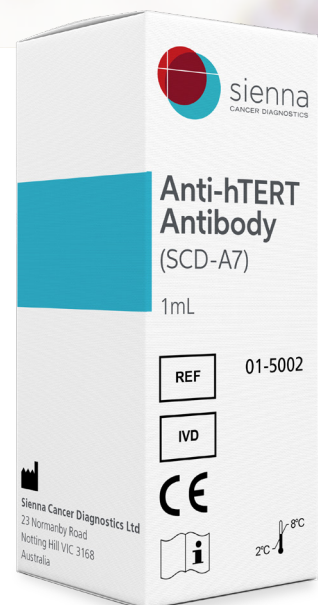 sienna
CANCER DIAGNOSTICS
Anti-hTERT
Antibody
(SCD-A7)
1mL
REF
01-5002
IVD
CE
i
2°C
8°C
Sienna Cancer Diagnostics Ltd
23 Normanby Road
Notting Hill VIC 3168
Australia